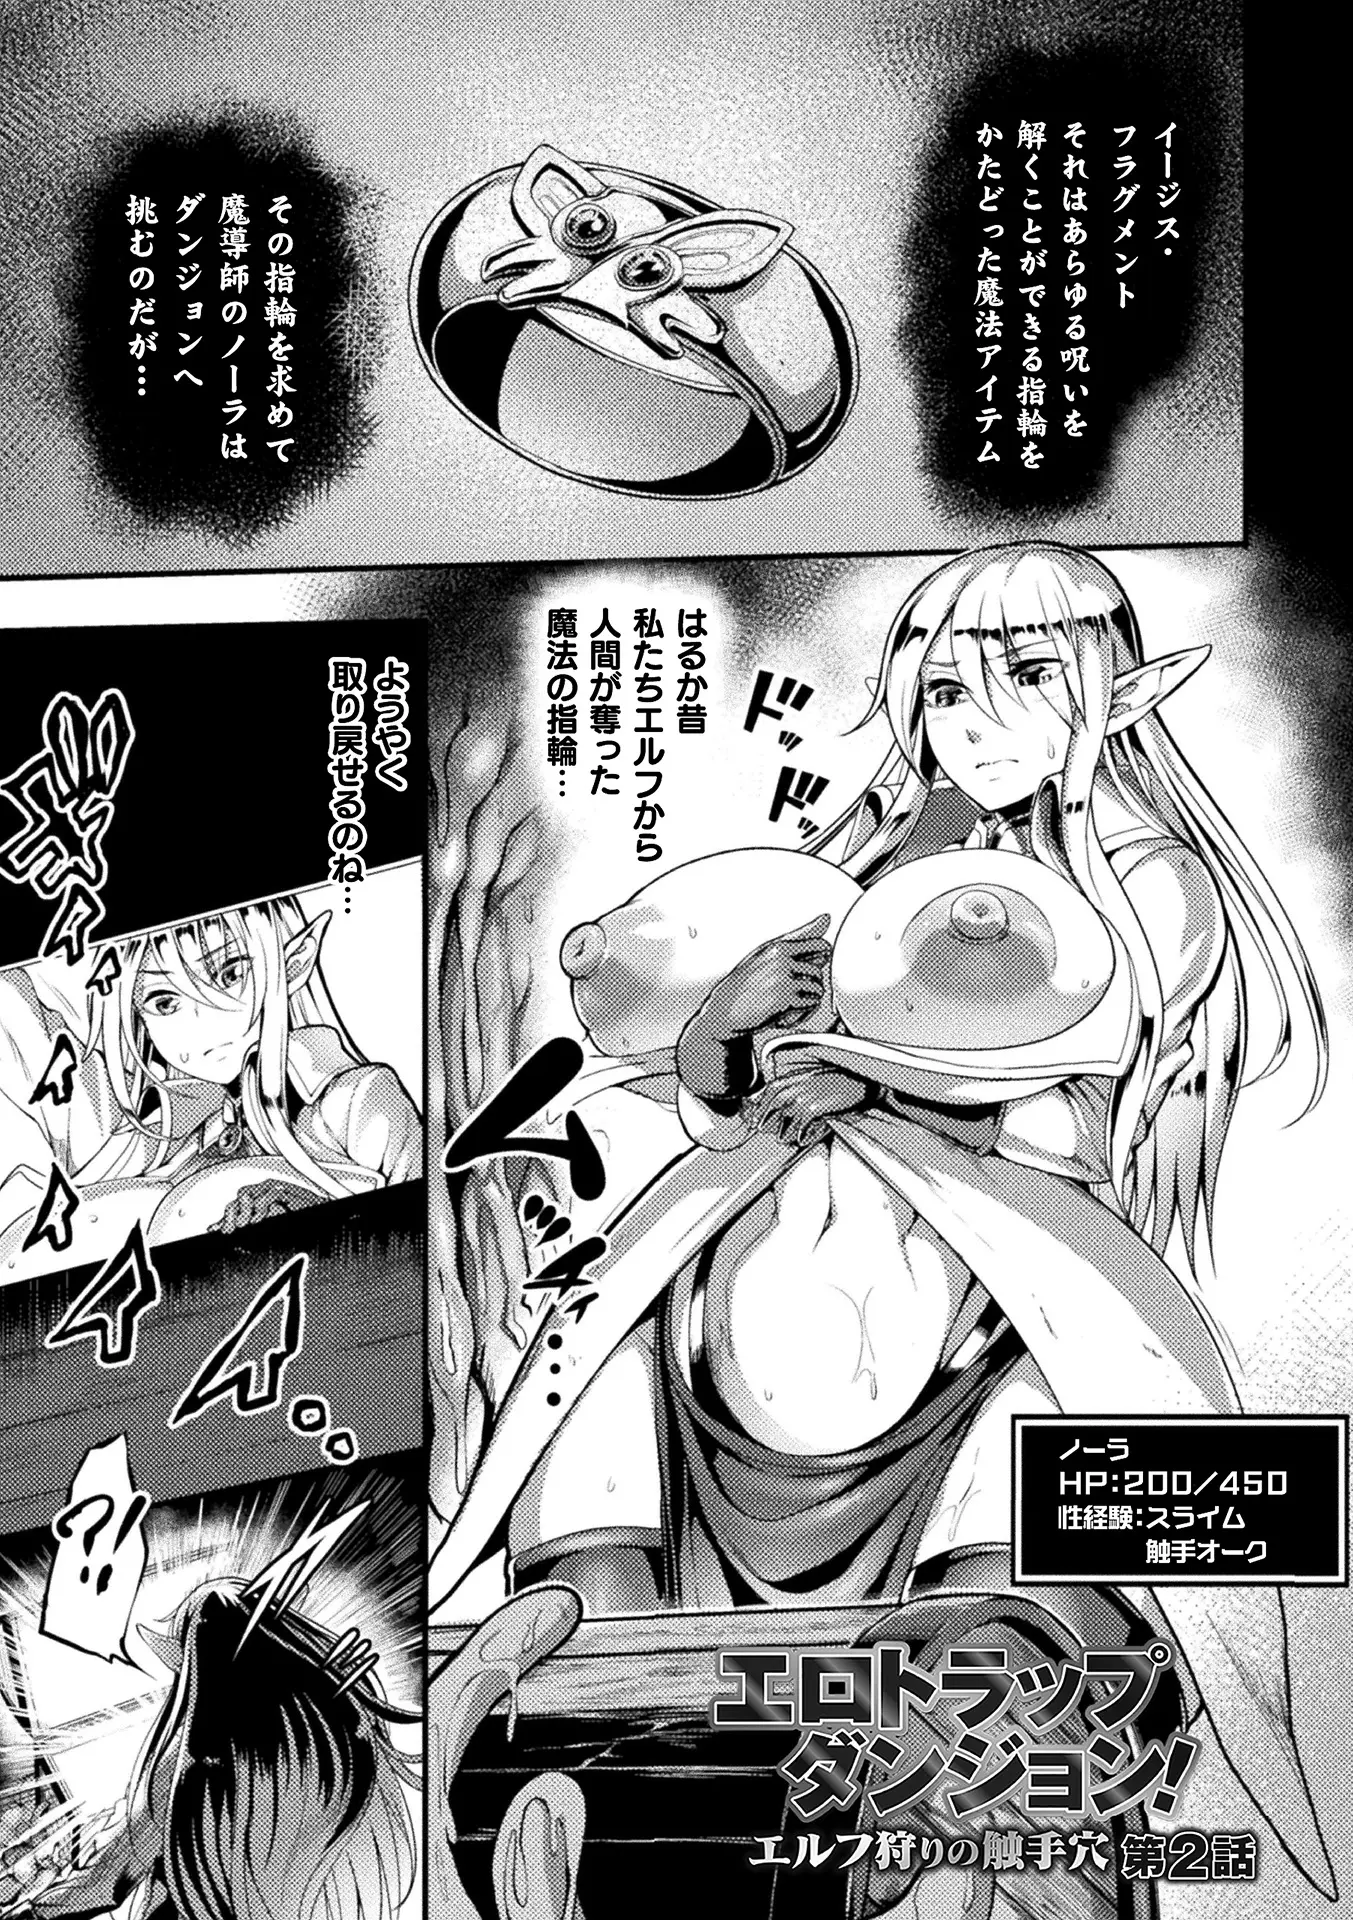 イージス・
フラグメント
それはあらゆる呪いを
解くことができる指輪を
かたどった魔法アイテム
その指輪を求めて
魔導師のノーラは
ダンジョンへ
挑むのだが…
はるか昔
私たちエルフから
人間が奪った
魔法の指輪…
ドッ
ドッ
ムッチィ…
ようやく
取り戻せるのね…
?!
ノーラ
HP:200/450
性経験:スライム
触手オーク
エロトラップ
ダンジョン!
エルフ狩りの触手穴 第2話